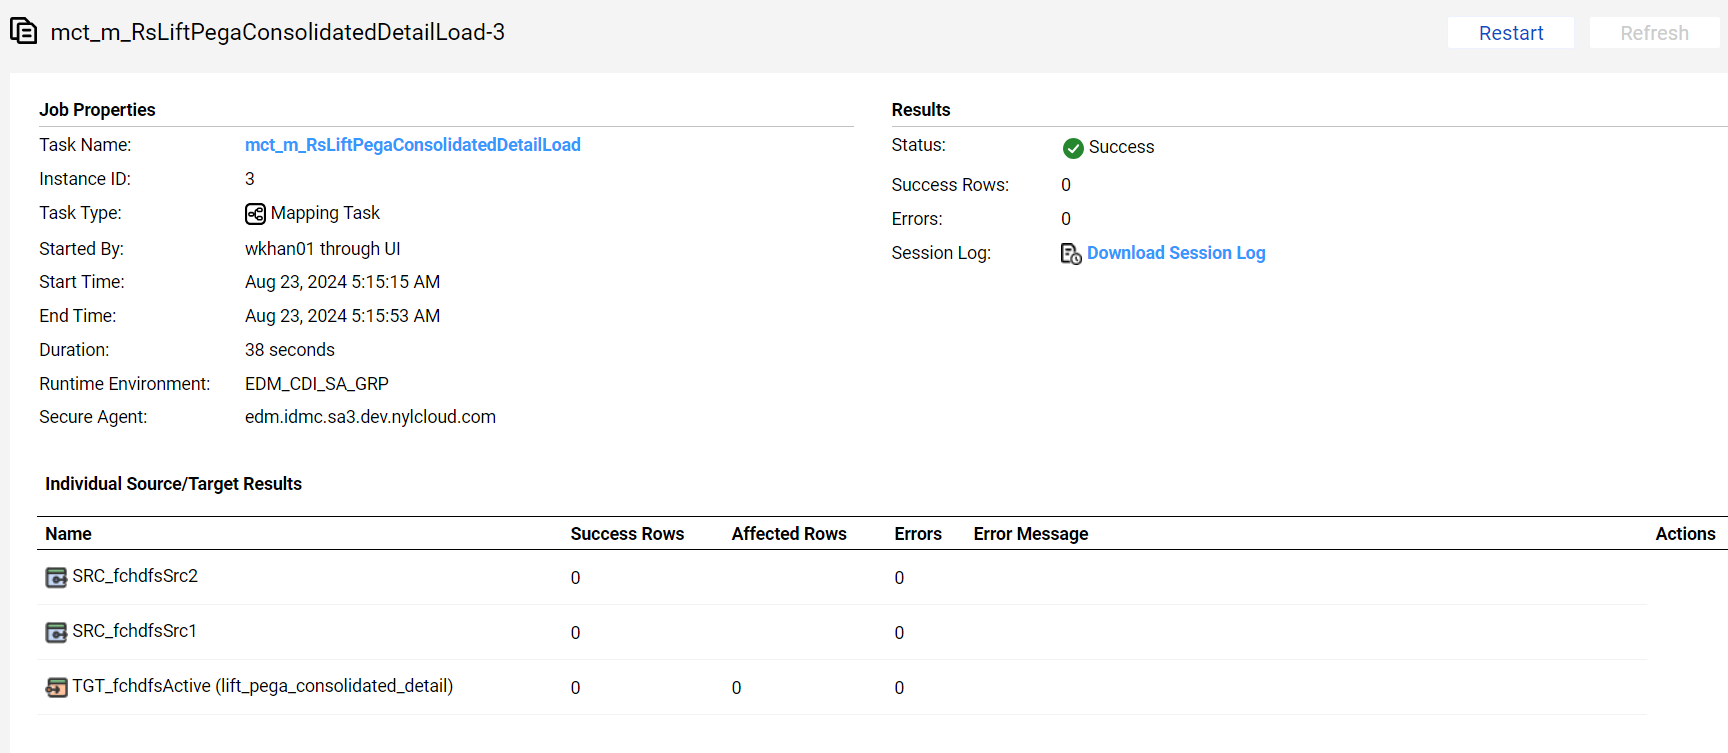 mct_m_RsLiftPegaConsolidatedDetailLoad-3
Restart Refresh
Job Properties
Task Name: mct_m_RsLiftPegaConsolidatedDetailLoad
Instance ID: 3
Task Type: Mapping Task
Started By: wkhan01 through UI
Start Time: Aug 23, 2024 5:15:15 AM
End Time: Aug 23, 2024 5:15:53 AM
Duration: 38 seconds
Runtime Environment: EDM_CDI_SA_GRP
Secure Agent: edm.idmc.sa3.dev.nylcloud.com
Results
Status: Success
Success Rows: 0
Errors: 0
Session Log: Download Session Log
Individual Source/Target Results
Name Success Rows Affected Rows Errors Error Message Actions
SRC_fchdfsSrc2 0 0
SRC_fchdfsSrc1 0 0
TGT_fchdfsActive (lift_pega_consolidated_detail) 0 0 0